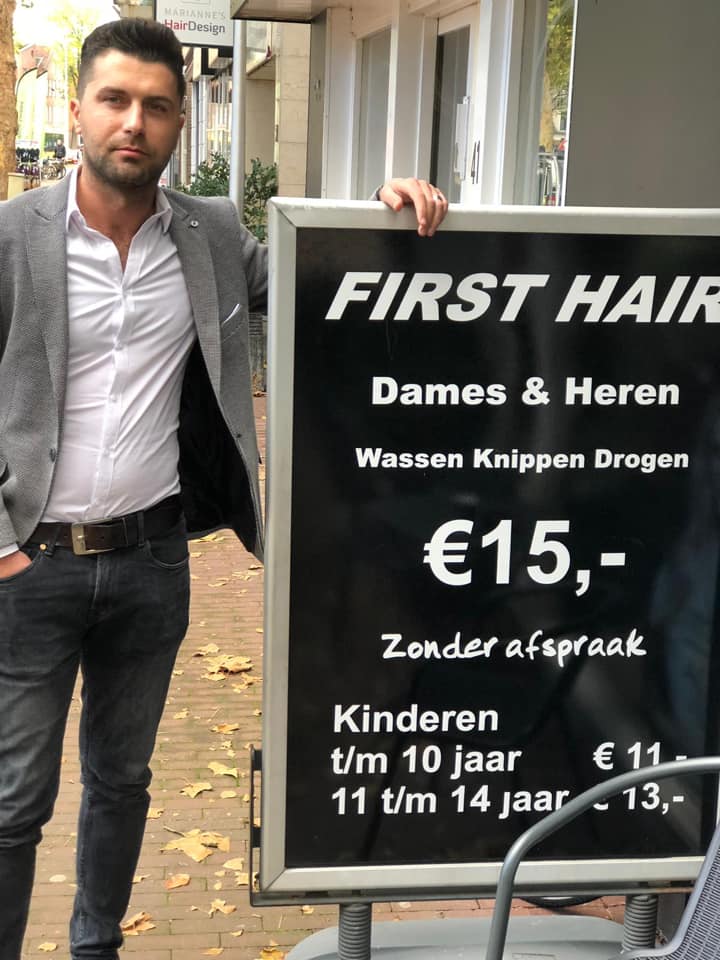 MARIANNE'S
HairDesign
FIRST HAIR
Dames & Heren
Wassen Knippen Drogen
€15,-
Zonder afspraak
Kinderen
t/m 10 jaar € 11,-
11 t/m 14 jaar € 13,-